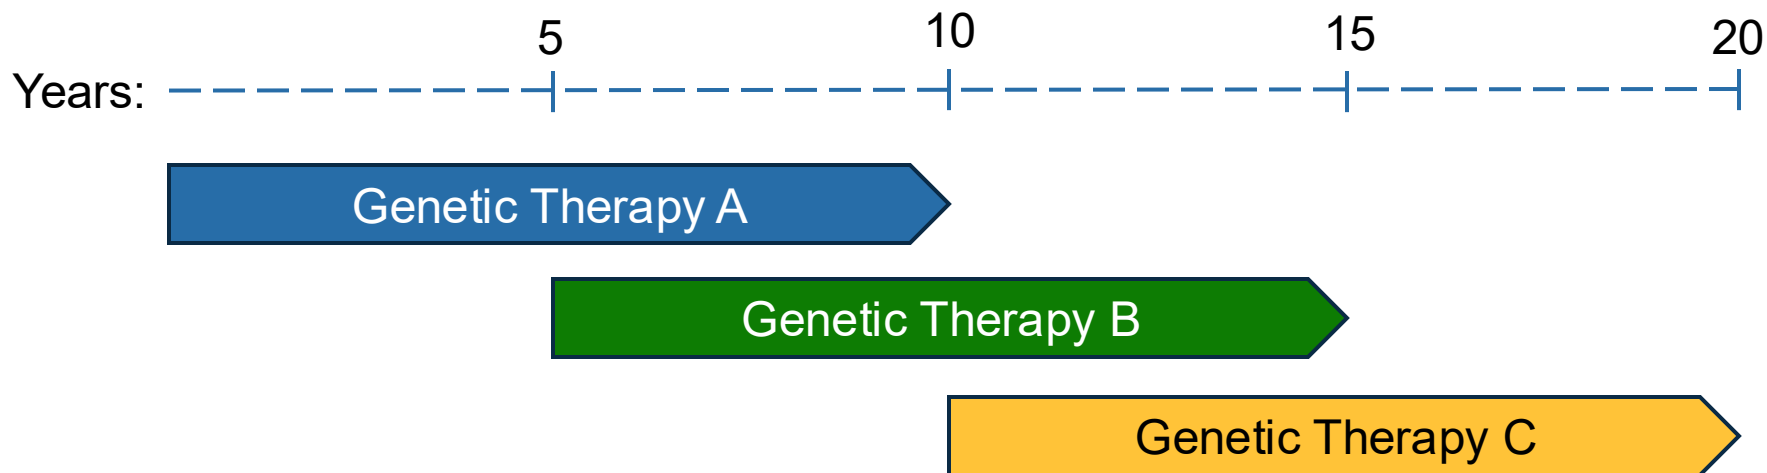 5 10 15 20
Years:
Genetic Therapy A
Genetic Therapy B
Genetic Therapy C